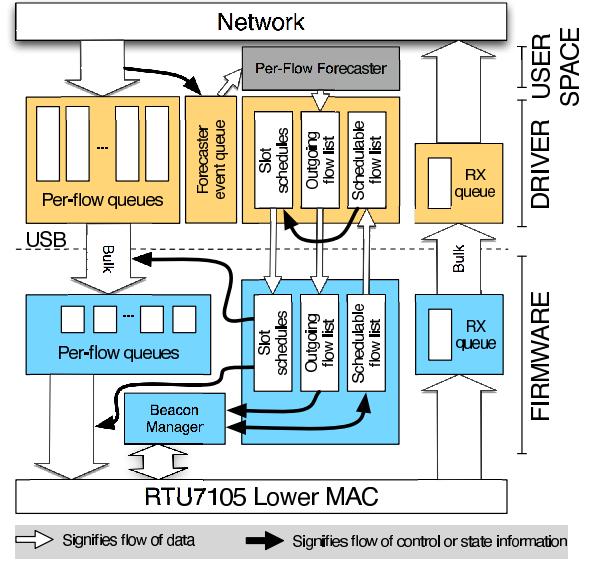 Network
USER
SPACE
Per-Flow Forecaster
Per-flow queues
...
Forecaster
event queue
Slot
schedules
Outgoing
flow list
Schedulable
flow list
RX
queue
DRIVER
USB
Bulk
Bulk
Per-flow queues
...
Slot
schedules
Outgoing
flow list
Schedulable
flow list
RX
queue
FIRMWARE
Beacon
Manager
RTU7105 Lower MAC
Signifies flow of data
Signifies flow of control or state information